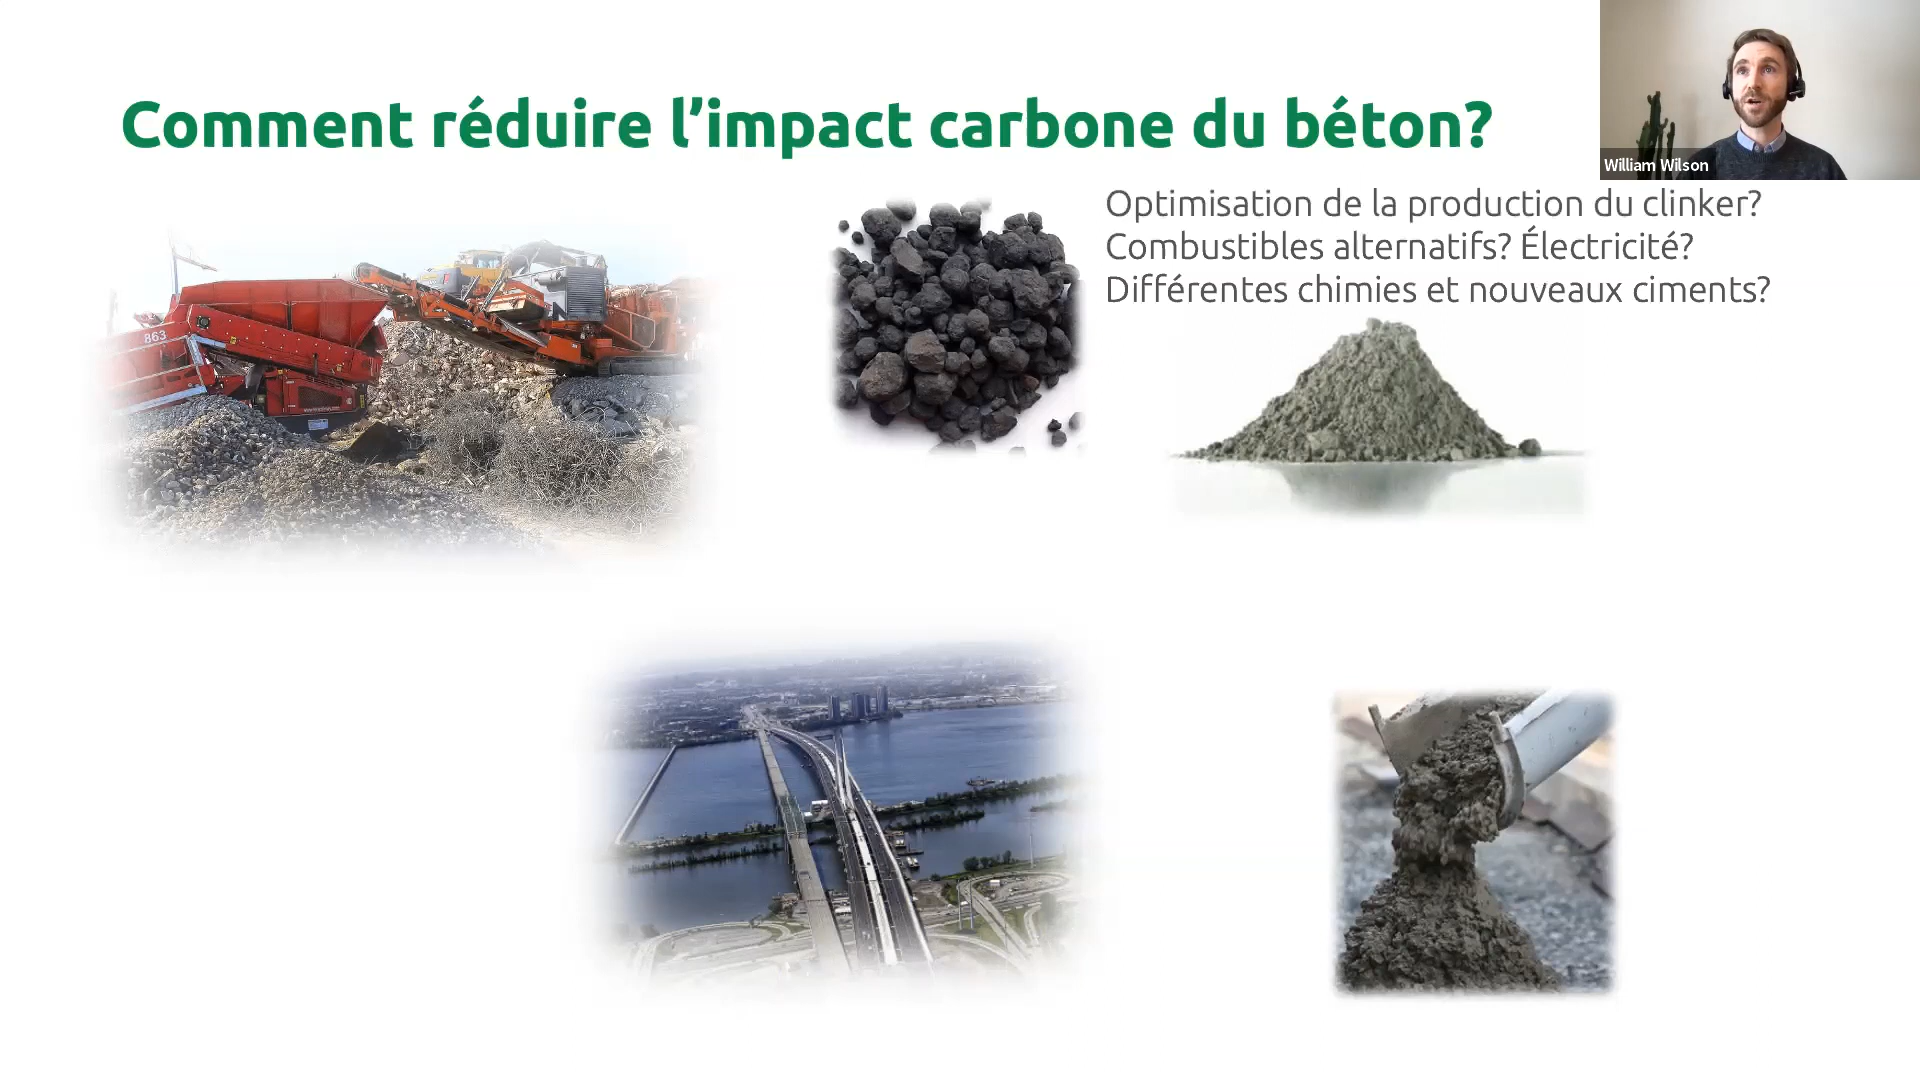 Comment réduire l’impact carbone du béton?
William Wilson
Optimisation de la production du clinker?
Combustibles alternatifs? Électricité?
Différentes chimies et nouveaux ciments?
863